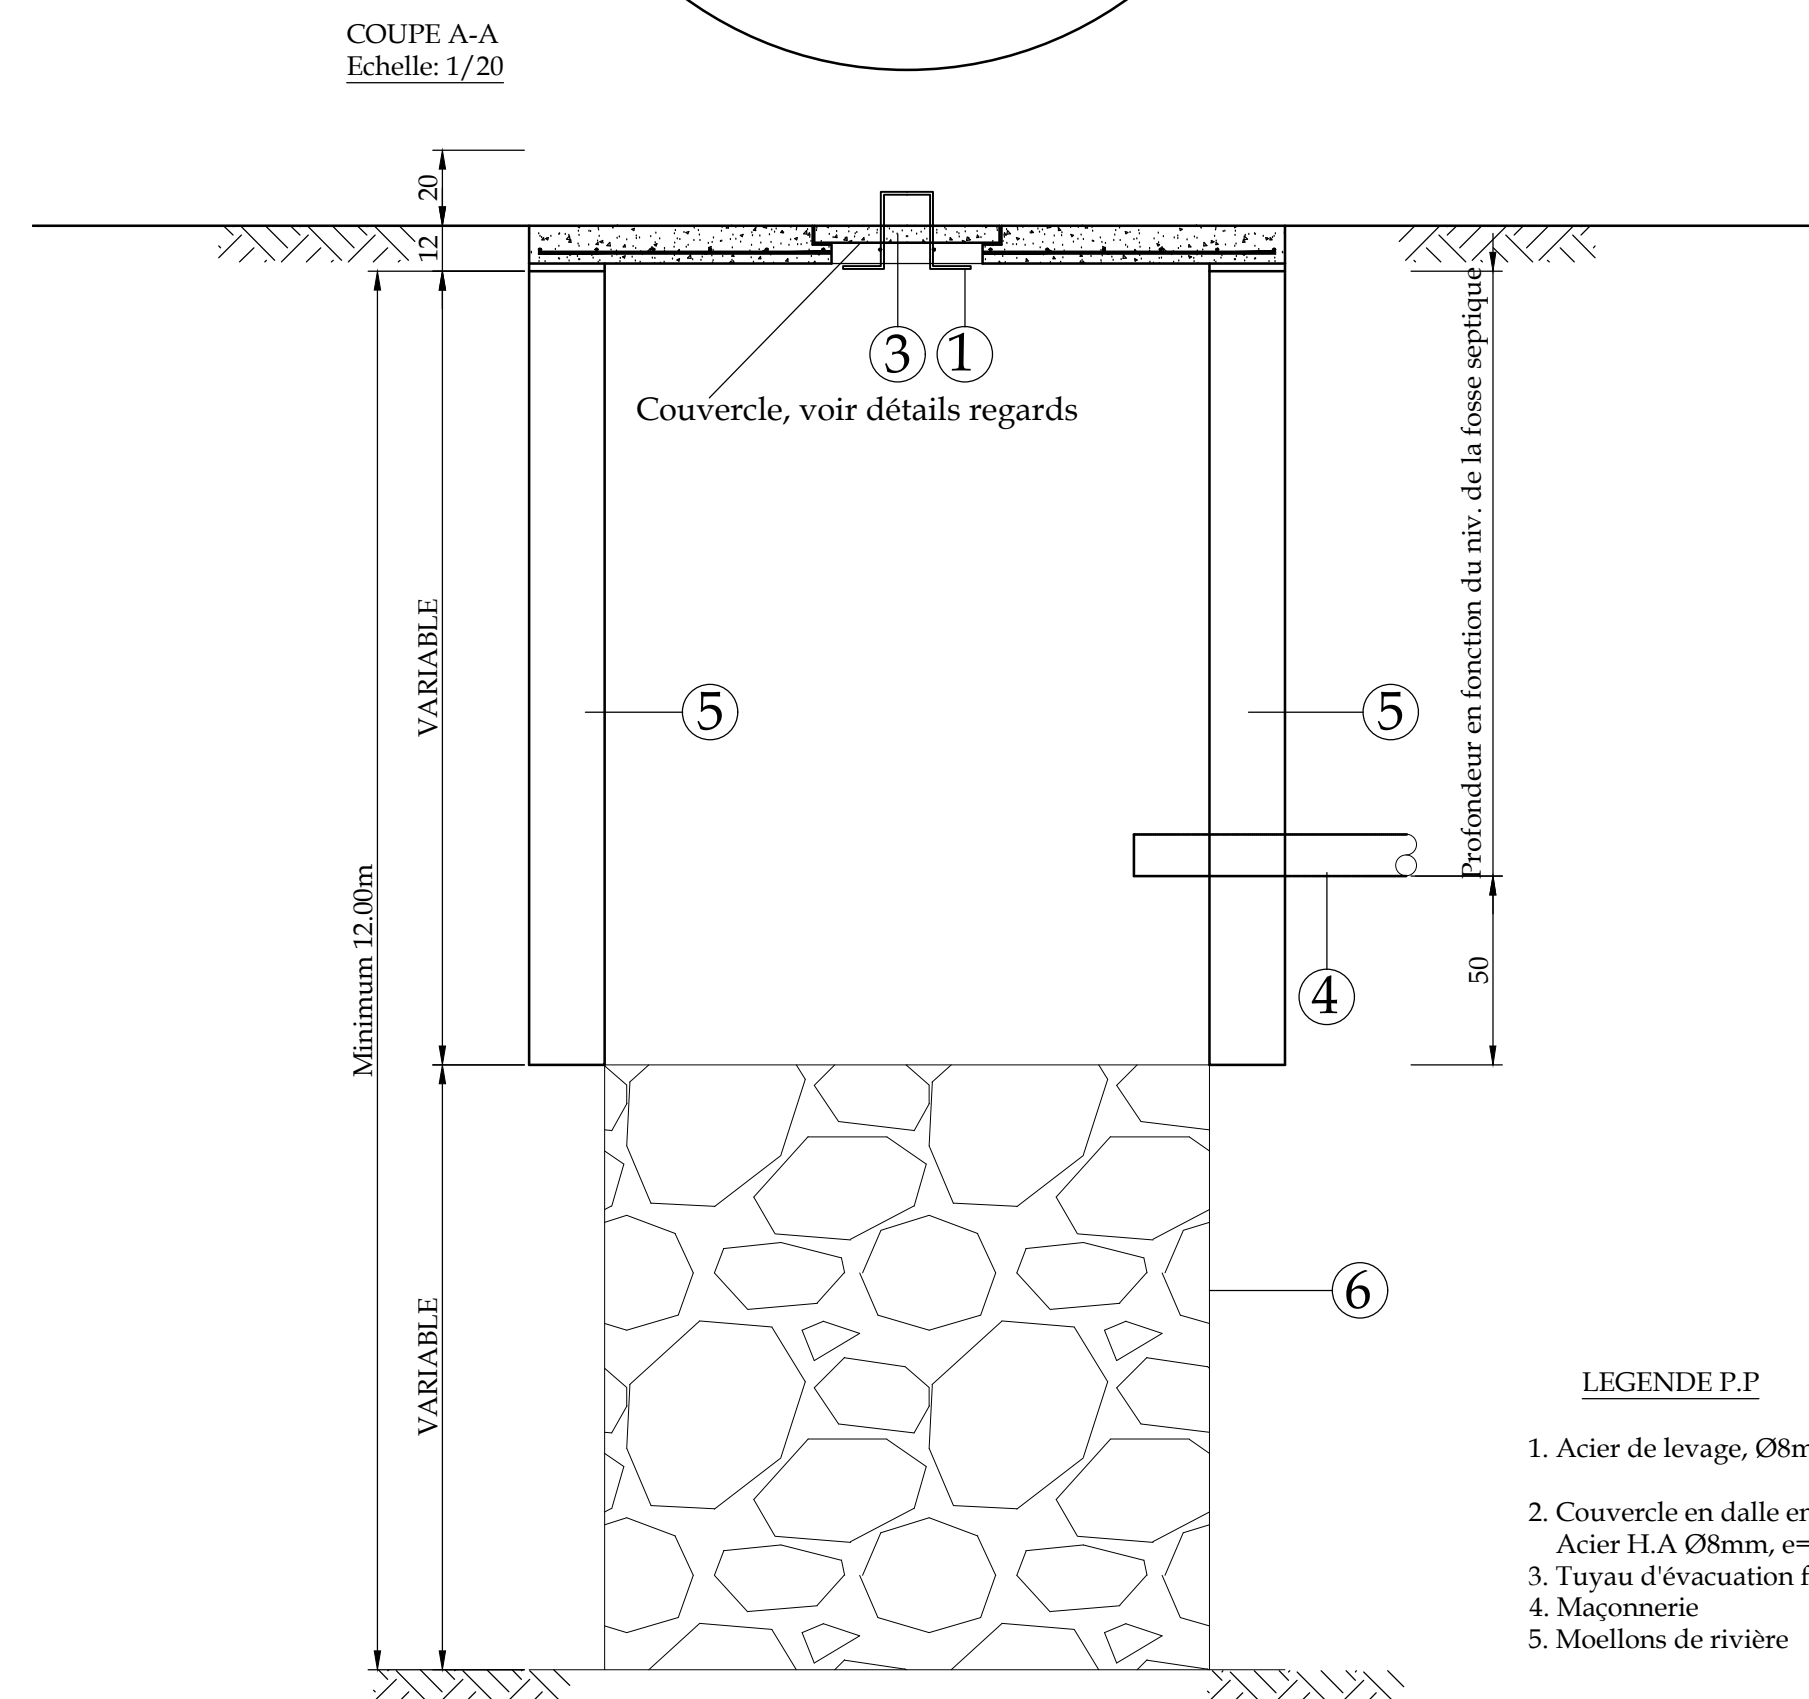 COUPE A-A
Echelle: 1/20
20
12
3
1
Couvercle, voir détails regards
Profondeur en fonction du niv. de la fosse septique
VARIABLE
5
5
Minimum 12.00m
4
50
6
VARIABLE
LEGENDE P.P
1. Acier de levage, Ø8m
2. Couvercle en dalle en
Acier H.A Ø8mm, e=
3. Tuyau d'évacuation f
4. Maçonnerie
5. Moellons de rivière